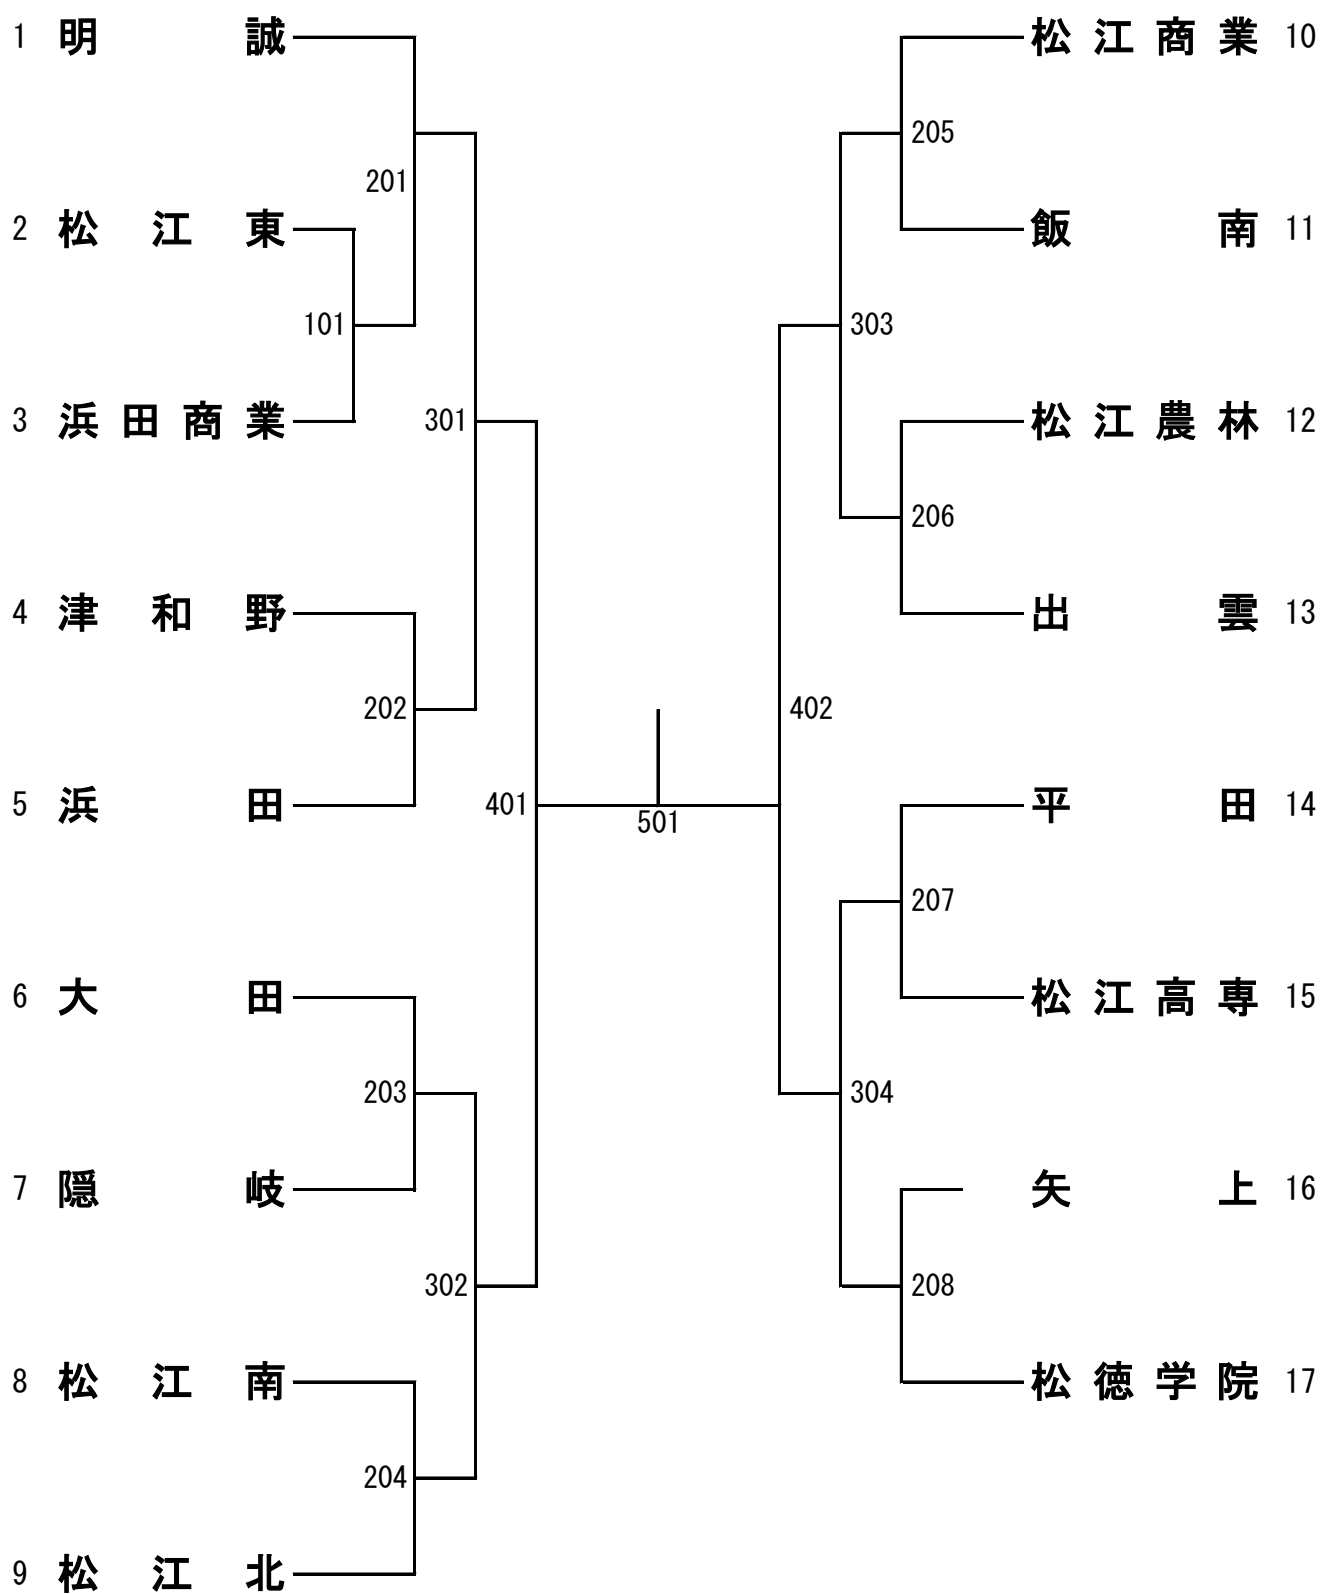 1 明誠
201
2 松江東
101
3 浜田商業
301
4 津和野
202
5 浜田
401
6 大田
203
7 隠岐
302
8 松江南
204
9 松江北
501
松江商業 10
205
飯南 11
303
松江農林 12
206
出雲 13
402
平田 14
207
松江高専 15
304
矢上 16
208
松徳学院 17